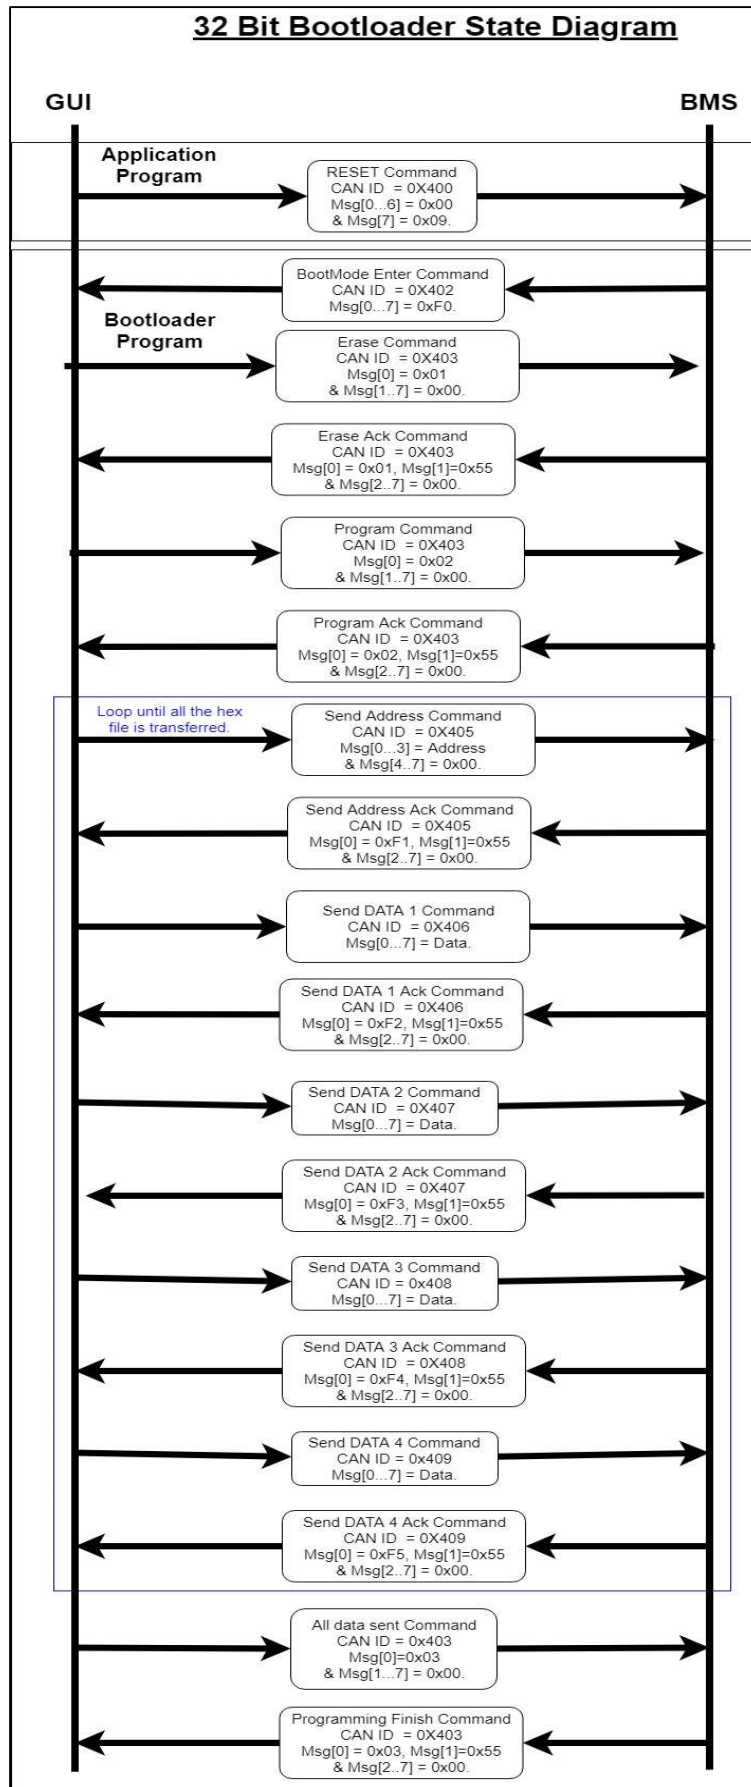 32 Bit Bootloader State Diagram
GUI
BMS
Application
Program
RESET Command
CAN ID = 0X400
Msg[0...6] = 0x00
& Msg[7] = 0x09.
BootMode Enter Command
CAN ID = 0X402
Msg[0...7] = 0xF0.
Bootloader
Program
Erase Command
CAN ID = 0X403
Msg[0] = 0x01
& Msg[1..7] = 0x00.
Erase Ack Command
CAN ID = 0X403
Msg[0] = 0x01, Msg[1]=0x55
& Msg[2..7] = 0x00.
Program Command
CAN ID = 0X403
Msg[0] = 0x02
& Msg[1..7] = 0x00.
Program Ack Command
CAN ID = 0X403
Msg[0] = 0x02, Msg[1]=0x55
& Msg[2..7] = 0x00.
Loop until all the hex
file is transferred.
Send Address Command
CAN ID = 0X405
Msg[0...3] = Address
& Msg[4..7] = 0x00.
Send Address Ack Command
CAN ID = 0X405
Msg[0] = 0xF1, Msg[1]=0x55
& Msg[2..7] = 0x00.
Send DATA 1 Command
CAN ID = 0X406
Msg[0...7] = Data.
Send DATA 1 Ack Command
CAN ID = 0X406
Msg[0] = 0xF2, Msg[1]=0x55
& Msg[2..7] = 0x00.
Send DATA 2 Command
CAN ID = 0X407
Msg[0...7] = Data.
Send DATA 2 Ack Command
CAN ID = 0X407
Msg[0] = 0xF3, Msg[1]=0x55
& Msg[2..7] = 0x00.
Send DATA 3 Command
CAN ID = 0x408
Msg[0...7] = Data.
Send DATA 3 Ack Command
CAN ID = 0X408
Msg[0] = 0xF4, Msg[1]=0x55
& Msg[2..7] = 0x00.
Send DATA 4 Command
CAN ID = 0x409
Msg[0...7] = Data.
Send DATA 4 Ack Command
CAN ID = 0X409
Msg[0] = 0xF5, Msg[1]=0x55
& Msg[2..7] = 0x00.
All data sent Command
CAN ID = 0x403
Msg[0]=0x03
& Msg[1...7] = 0x00.
Programming Finish Command
CAN ID = 0X403
Msg[0] = 0x03, Msg[1]=0x55
& Msg[2..7] = 0x00.